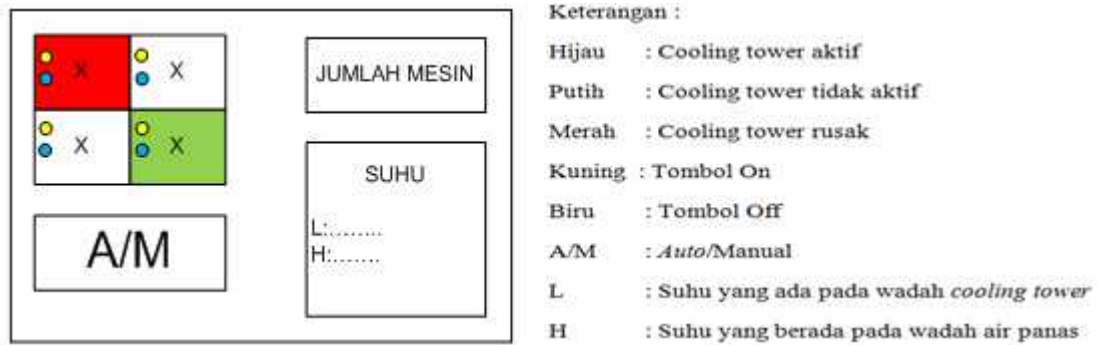 X
X
X
X
A/M
JUMLAH MESIN
SUHU
L:........
H:.......
Keterangan :
Hijau : Cooling tower aktif
Putih : Cooling tower tidak aktif
Merah : Cooling tower rusak
Kuning : Tombol On
Biru : Tombol Off
A/M : Auto/Manual
L : Suhu yang ada pada wadah cooling tower
H : Suhu yang berada pada wadah air panas